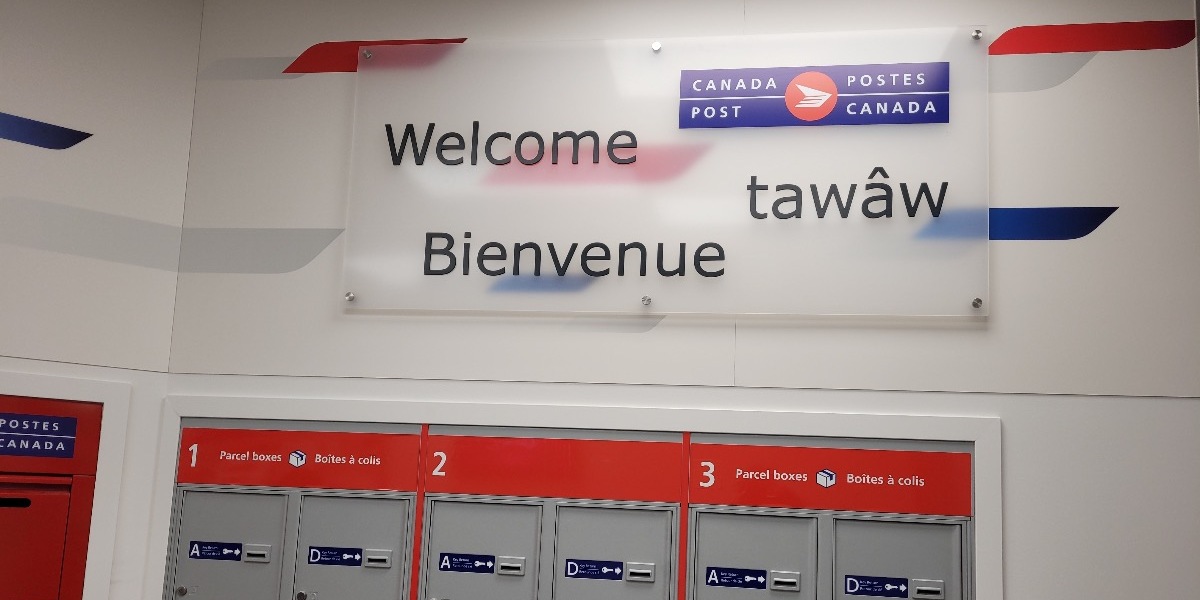 CANADA POSTES
POST CANADA
Welcome
tawâw
Bienvenue
POSTES
CANADA
1 Parcel boxes Boîtes à colis
2
3 Parcel boxes Boîtes à colis
A
D
A
D
A
D